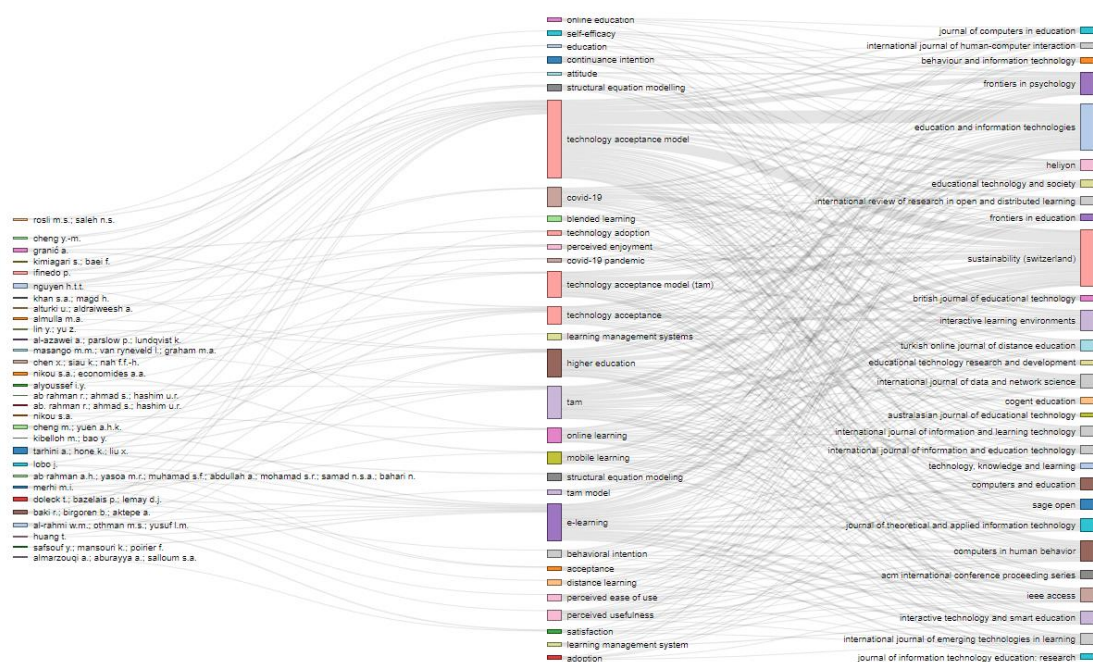 rosli m.s.; saleh n.s.
cheng y.-m.
granić a.
kimiagari s.; baei f.
ifinedo p.
nguyen h.t.t.
khan s.a.; magd h.
alturki u.; aldraiweesh a.
almulla m.a.
lin y.; yu z.
al-azawei a.; parslow p.; lundqvist k.
masango m.m.; van ryneveld l.; graham m.a.
chen x.; siau k.; nah f.f.-h.
nikou s.a.; economides a.a.
alyoussef i.y.
ab rahman r.; ahmad s.; hashim u.r.
ab. rahman r.; ahmad s.; hashim u.r.
nikou s.a.
cheng m.; yuen a.h.k.
kibelloh m.; bao y.
tarhini a.; hone k.; liu x.
lobo j.
ab rahman a.h.; yasoa m.r.; muhamad s.f.; abdullah a.; mohamad s.r.; samad n.s.a.; bahari n.
merhi m.i.
doleck t.; bazelais p.; lemay d.j.
baki r.; birgoren b.; aktepe a.
al-rahmi w.m.; othman m.s.; yusuf l.m.
huang t.
safsouf y.; mansouri k.; poirier f.
almarzouqi a.; aburayya a.; salloum s.a.
online education
self-efficacy
education
continuance intention
attitude
structural equation modelling
technology acceptance model
covid-19
blended learning
technology adoption
perceived enjoyment
covid-19 pandemic
technology acceptance model (tam)
technology acceptance
learning management systems
higher education
tam
online learning
mobile learning
structural equation modeling
tam model
e-learning
behavioral intention
acceptance
distance learning
perceived ease of use
perceived usefulness
satisfaction
learning management system
adoption
journal of computers in education
international journal of human-computer interaction
behaviour and information technology
frontiers in psychology
education and information technologies
heliyon
educational technology and society
international review of research in open and distributed learning
frontiers in education
sustainability (switzerland)
british journal of educational technology
interactive learning environments
turkish online journal of distance education
educational technology research and development
international journal of data and network science
cogent education
australasian journal of educational technology
international journal of information and learning technology
international journal of information and education technology
technology, knowledge and learning
computers and education
sage open
journal of theoretical and applied information technology
computers in human behavior
acm international conference proceeding series
ieee access
interactive technology and smart education
international journal of emerging technologies in learning
journal of information technology education: research